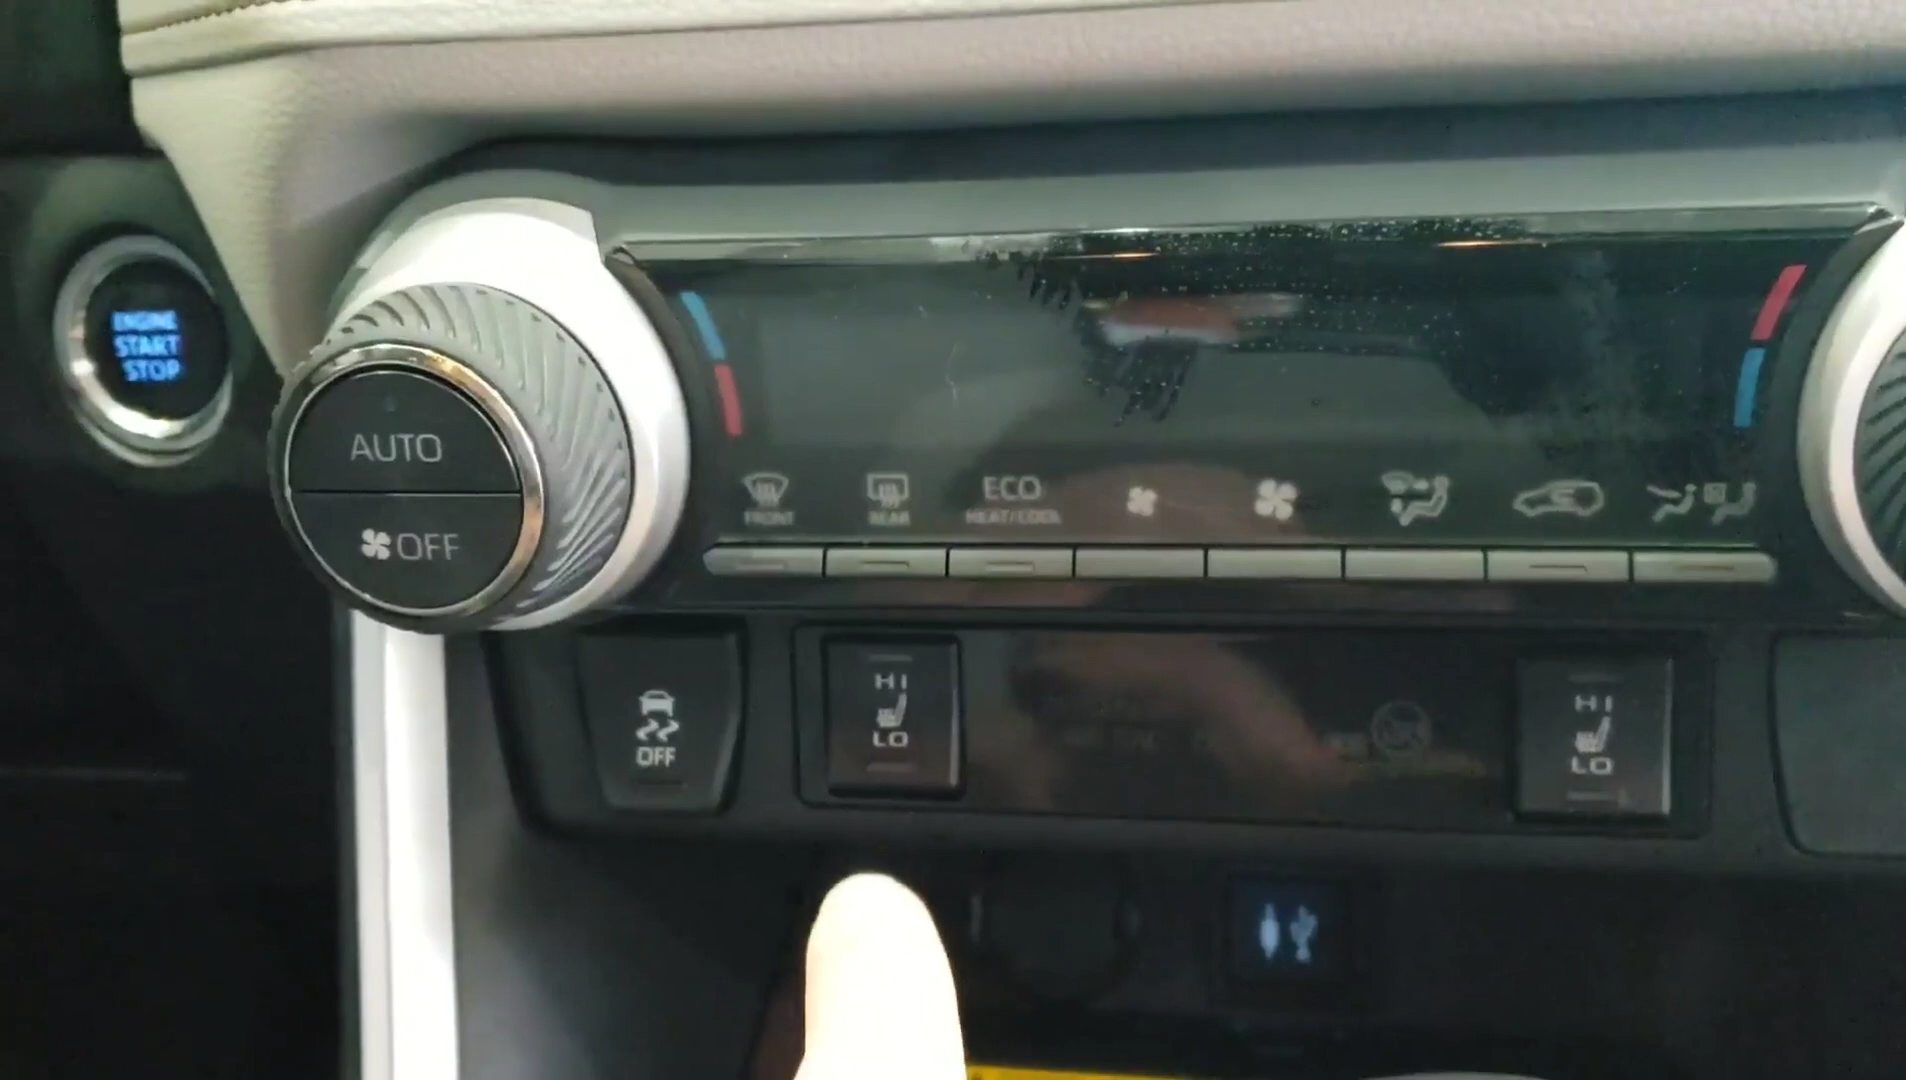 ENGINE
START
STOP
AUTO
OFF
FRONT
REAR
ECO
HEAT/COOL
OFF
HI
LO
HI
LO